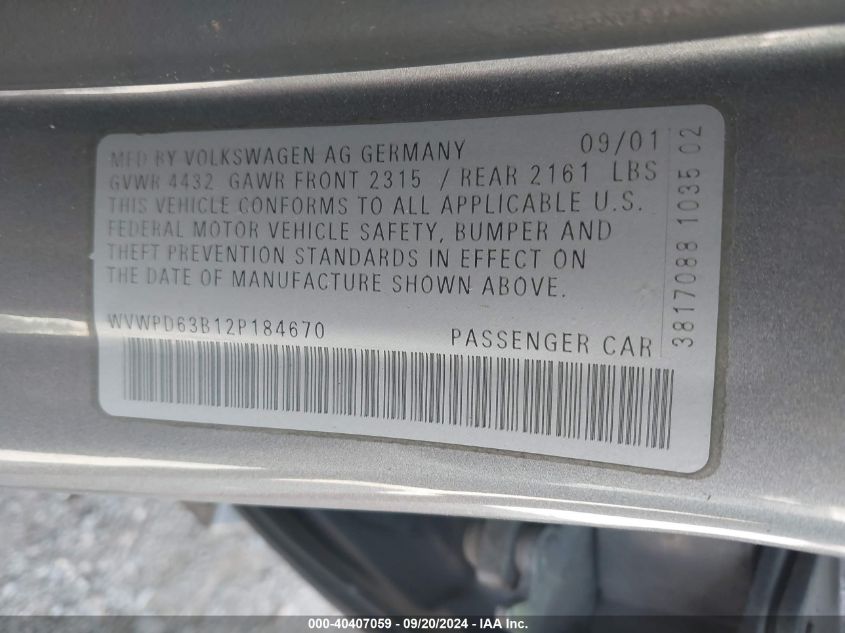 MFD BY VOLKSWAGEN AG GERMANY 09/01
GVWR 4432 GAWR FRONT 2315 / REAR 2161 LBS
THIS VEHICLE CONFORMS TO ALL APPLICABLE U.S.
FEDERAL MOTOR VEHICLE SAFETY, BUMPER AND
THEFT PREVENTION STANDARDS IN EFFECT ON
THE DATE OF MANUFACTURE SHOWN ABOVE.
WVWPD63B12P184670 PASSENGER CAR
3817088 1035 02
000-40407059 - 09/20/2024 - IAA Inc.